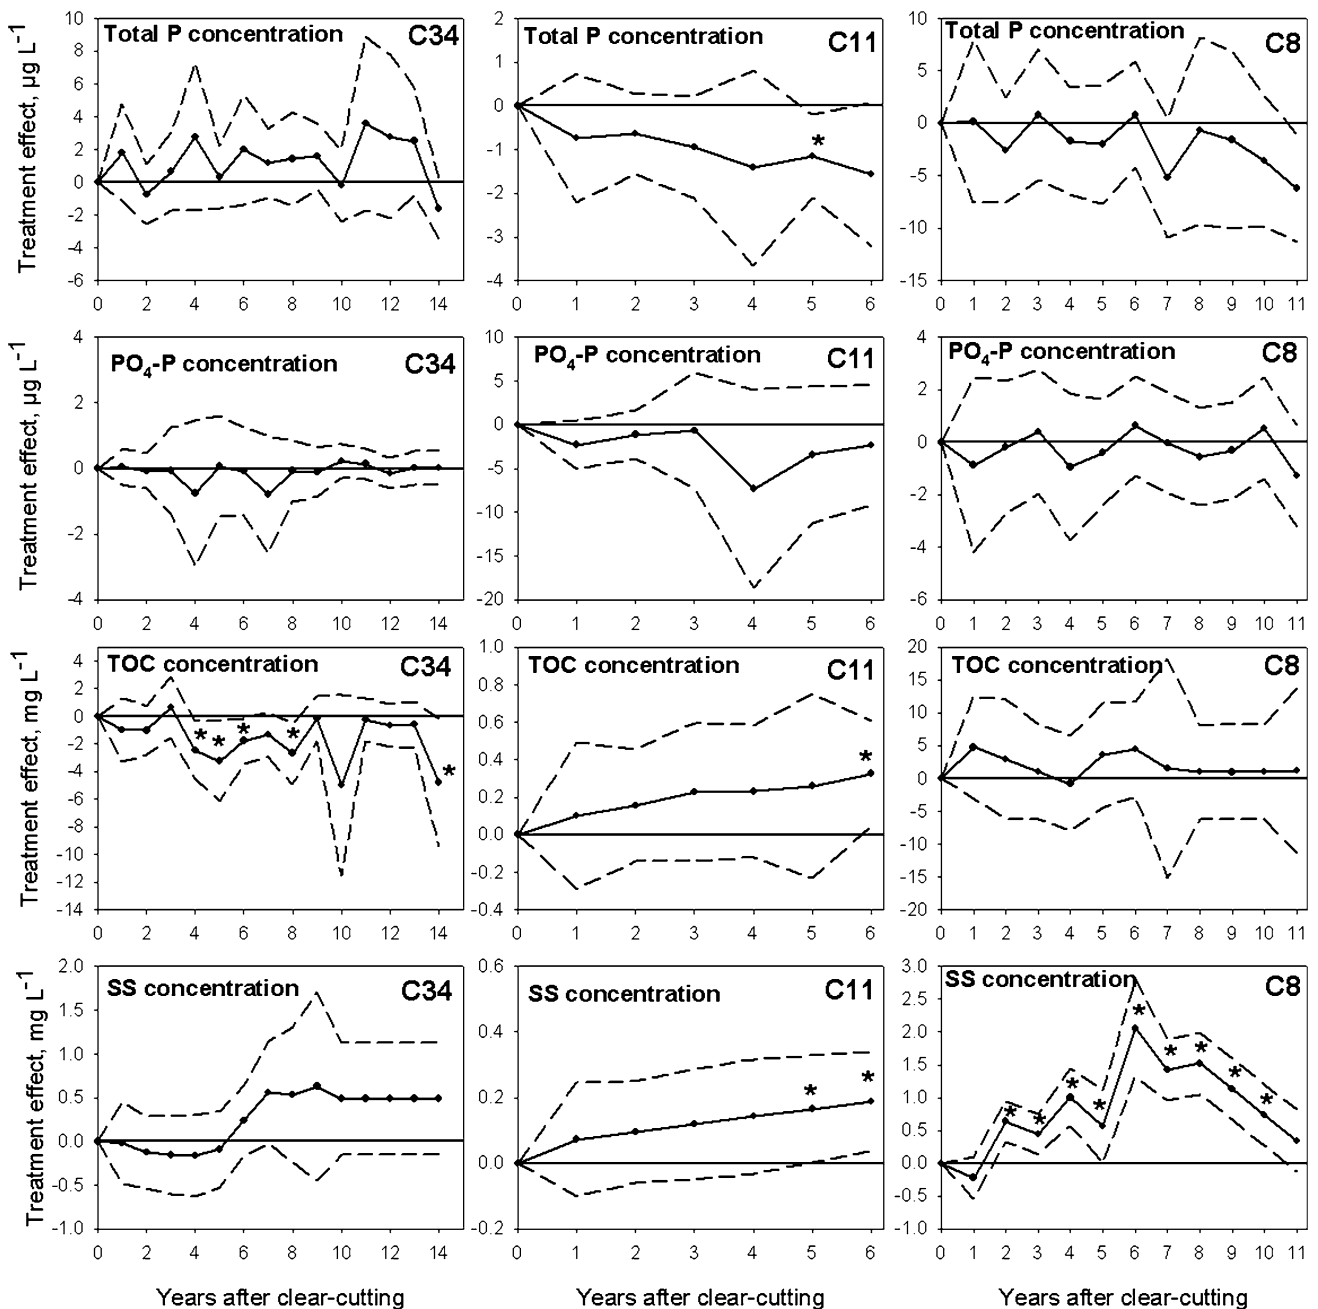 Total P concentration C34
Treatment effect, µg L-1
10
8
6
4
2
0
-2
-4
-6
0 2 4 6 8 10 12 14
Total P concentration C11
2
1
0
-1
-2
-3
-4
0 1 2 3 4 5 6
*
Total P concentration C8
10
5
0
-5
-10
-15
0 1 2 3 4 5 6 7 8 9 10 11
PO4-P concentration C34
Treatment effect, µg L-1
4
2
0
-2
-4
0 2 4 6 8 10 12 14
PO4-P concentration C11
10
5
0
-5
-10
-15
-20
0 1 2 3 4 5 6
PO4-P concentration C8
4
2
0
-2
-4
-6
0 1 2 3 4 5 6 7 8 9 10 11
TOC concentration C34
Treatment effect, mg L-1
4
2
0
-2
-4
-6
-8
-10
-12
-14
* * * * *
0 2 4 6 8 10 12 14
TOC concentration C11
1.0
0.8
0.6
0.4
0.2
0.0
-0.2
-0.4
*
0 1 2 3 4 5 6
TOC concentration C8
20
15
10
5
0
-5
-10
-15
-20
0 1 2 3 4 5 6 7 8 9 10 11
SS concentration C34
Treatment effect, mg L-1
2.0
1.5
1.0
0.5
0.0
-0.5
-1.0
0 2 4 6 8 10 12 14
Years after clear-cutting
SS concentration C11
0.6
0.4
0.2
0.0
-0.2
* *
0 1 2 3 4 5 6
Years after clear-cutting
SS concentration C8
3.0
2.5
2.0
1.5
1.0
0.5
0.0
-0.5
-1.0
* * * * * * * * *
0 1 2 3 4 5 6 7 8 9 10 11
Years after clear-cutting